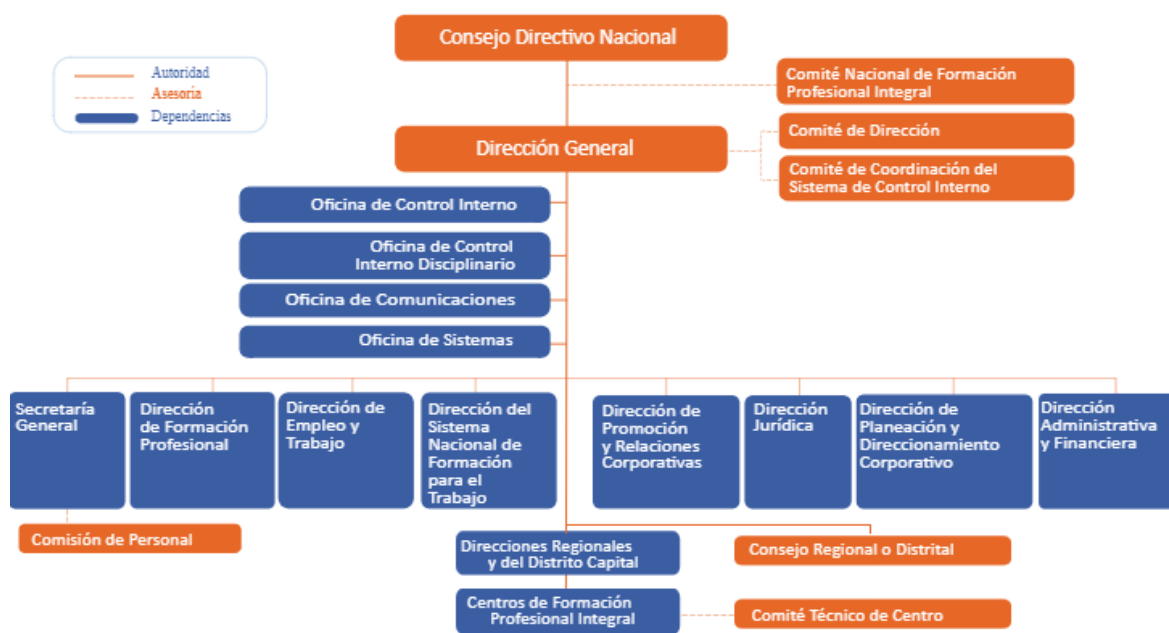 Consejo Directivo Nacional
Autoridad
Asesoría
Dependencias
Comité Nacional de Formación
Profesional Integral
Dirección General
Comité de Dirección
Comité de Coordinación del
Sistema de Control Interno
Oficina de Control Interno
Oficina de Control
Interno Disciplinario
Oficina de Comunicaciones
Oficina de Sistemas
Secretaría
General
Dirección
de Formación
Profesional
Dirección de
Empleo y
Trabajo
Dirección del
Sistema
Nacional de
Formación
para el
Trabajo
Dirección de
Promoción
y Relaciones
Corporativas
Dirección
Jurídica
Dirección de
Planeación y
Direccionamiento
Corporativo
Dirección
Administrativa
y Financiera
Comisión de Personal
Direcciones Regionales
y del Distrito Capital
Consejo Regional o Distrital
Centros de Formación
Profesional Integral
Comité Técnico de Centro